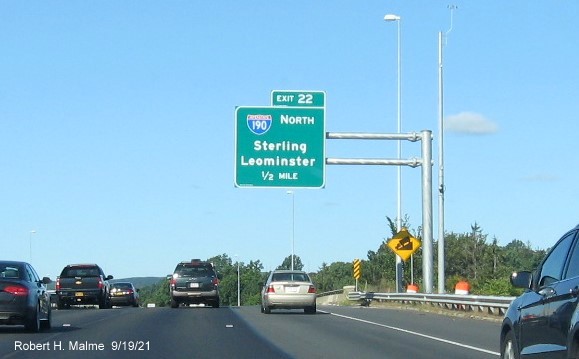 EXIT 22
INTERSTATE
190
NORTH
Sterling
Leominster
1/2 MILE
Robert H. Malme 9/19/21